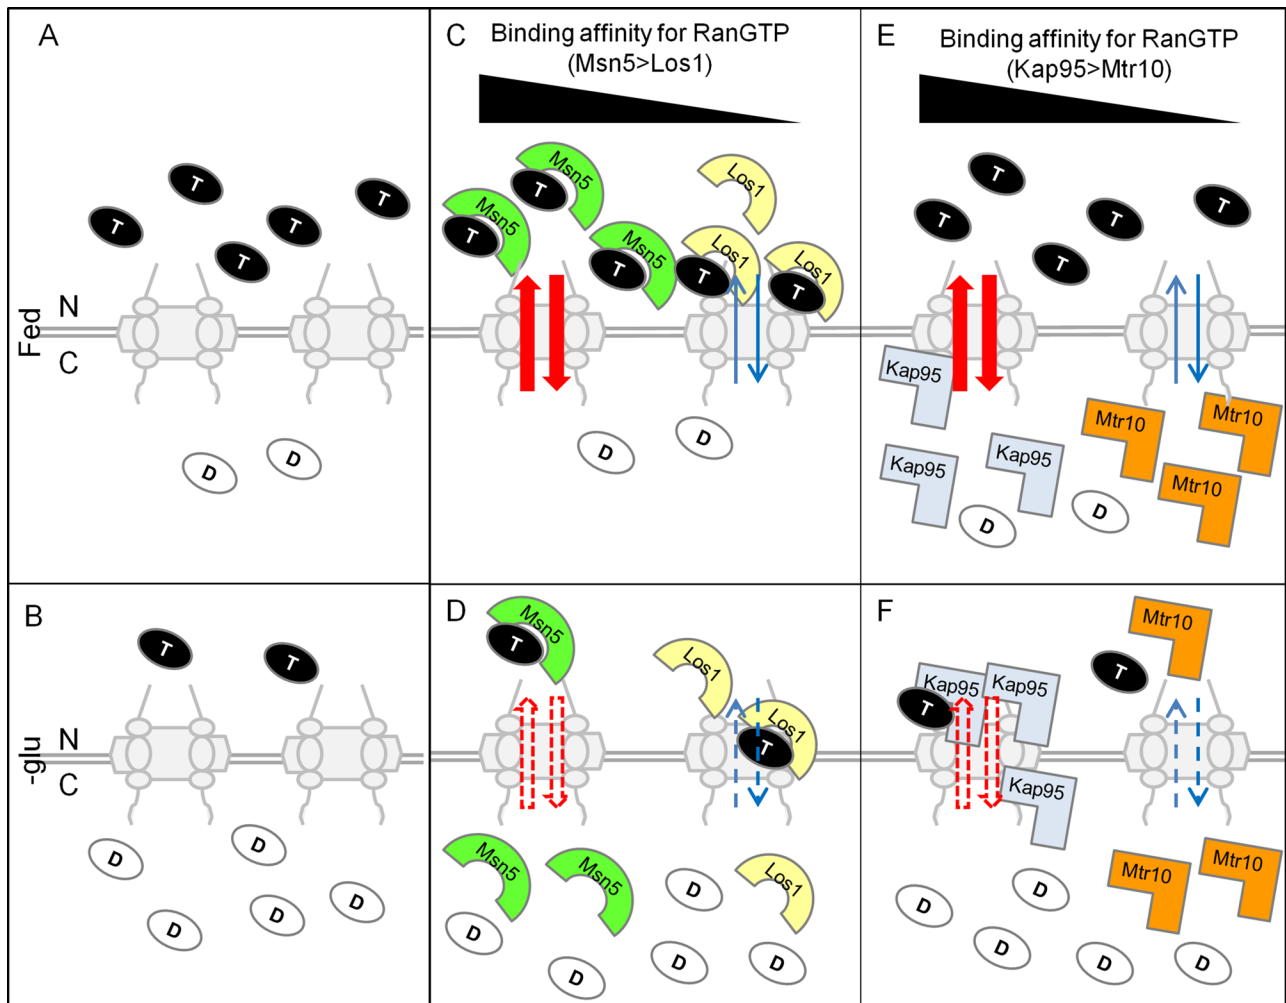 A
T
T
T
T
T
N
Fed
C
D
D
C
Binding affinity for RanGTP
(Msn5>Los1)
Msn5
T
Msn5
T
Msn5
T
Los1
Los1
T
Los1
T
D
D
E
Binding affinity for RanGTP
(Kap95>Mtr10)
T
T
T
T
T
Kap95
Kap95
Kap95
Mtr10
Mtr10
Mtr10
D
D
B
T
T
N
-glu
C
D
D
D
D
D
D
Msn5
T
Los1
Los1
T
Msn5
Msn5
Los1
D
D
D
D
D
F
Mtr10
T
Kap95
Kap95
T
Kap95
Mtr10
Mtr10
D
D
D
D
D